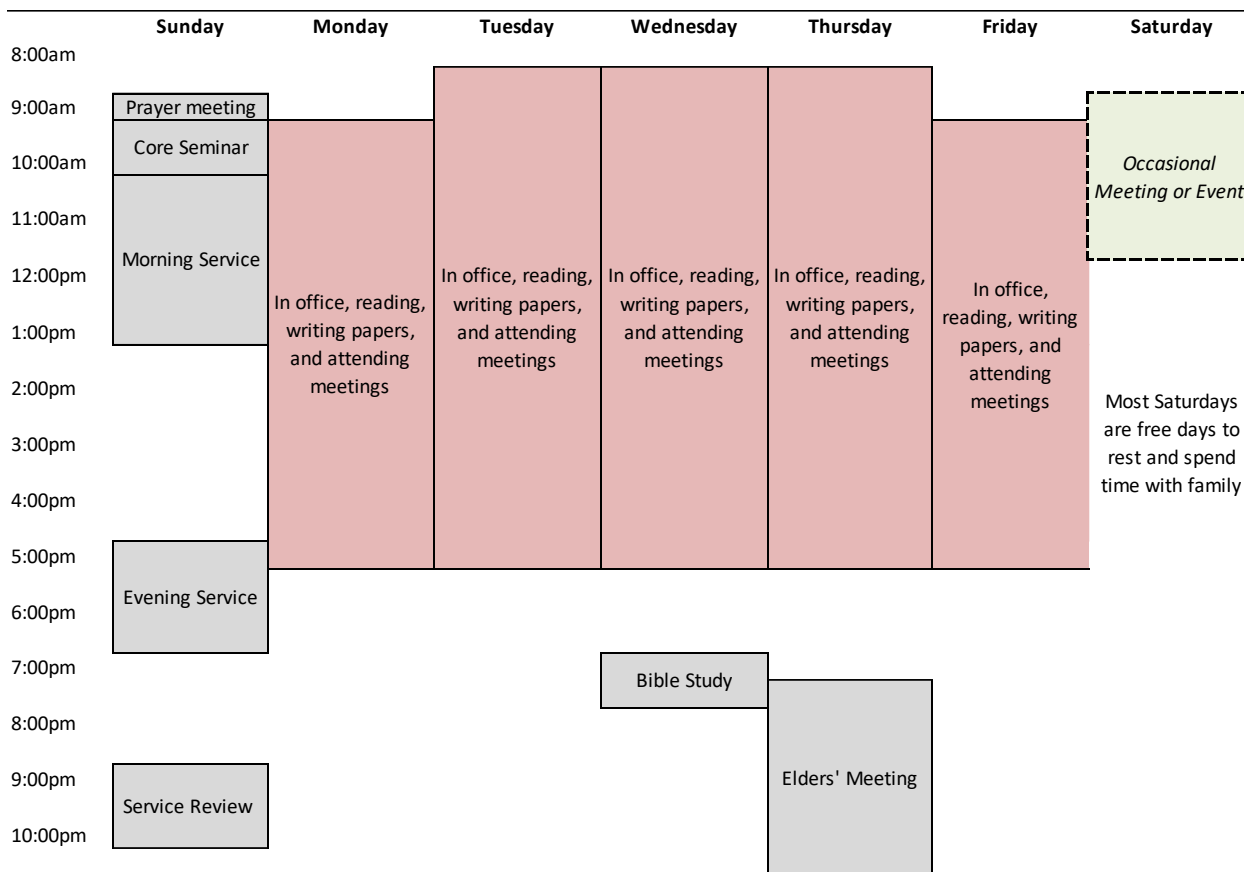 Sunday Monday Tuesday Wednesday Thursday Friday Saturday
8:00am
9:00am
10:00am
11:00am
12:00pm
1:00pm
2:00pm
3:00pm
4:00pm
5:00pm
6:00pm
7:00pm
8:00pm
9:00pm
10:00pm
Prayer meeting
Core Seminar
Morning Service
Evening Service
Service Review
In office, reading,
writing papers,
and attending
meetings
In office, reading,
writing papers,
and attending
meetings
In office, reading,
writing papers,
and attending
meetings
Bible Study
In office, reading,
writing papers,
and attending
meetings
Elders' Meeting
In office,
reading, writing
papers, and
attending
meetings
Occasional
Meeting or Event
Most Saturdays
are free days to
rest and spend
time with family